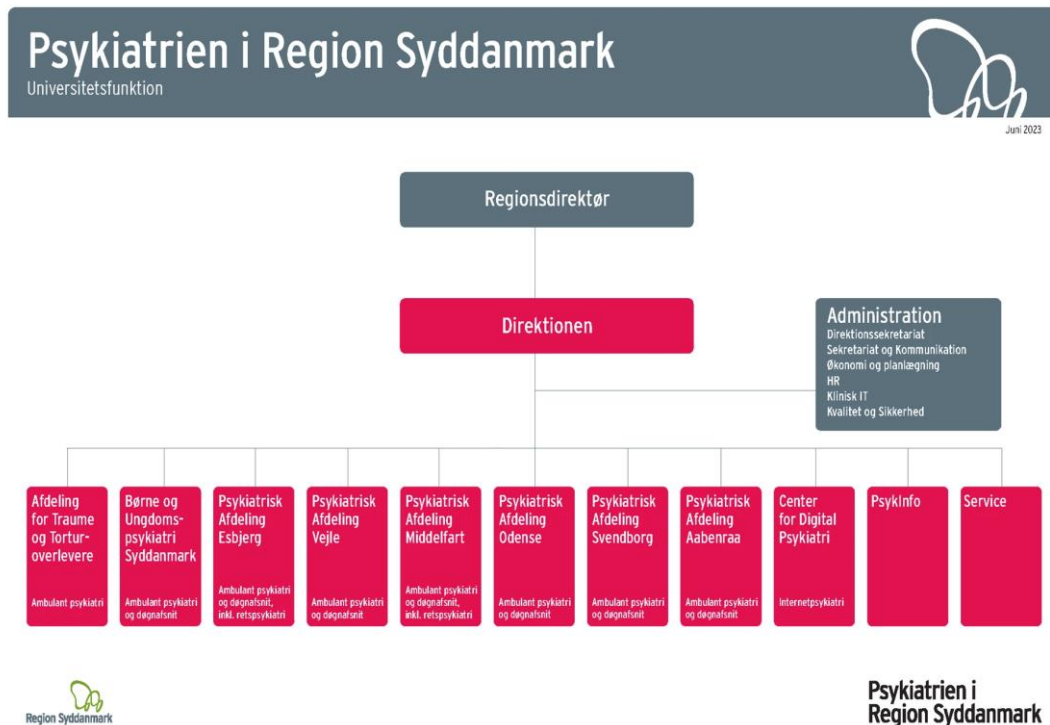 Psykiatrien i Region Syddanmark
Universitetsfunktion
Juni 2023
Regionsdirektør
Direktionen
Administration
Direktionssekretariat
Sekretariat og Kommunikation
Økonomi og planlægning
HR
Klinisk IT
Kvalitet og Sikkerhed
Afdeling
for Traume
og Tortur-
overlevere
Ambulant psykiatri
Børne og
Ungdoms-
psykiatri
Syddanmark
Ambulant psykiatri
og døgnafsnit
Psykiatrisk
Afdeling
Esbjerg
Ambulant psykiatri
og døgnafsnit,
inkl. retspsykiatri
Psykiatrisk
Afdeling
Vejle
Ambulant psykiatri
og døgnafsnit
Psykiatrisk
Afdeling
Middelfart
Ambulant psykiatri
og døgnafsnit,
inkl. retspsykiatri
Psykiatrisk
Afdeling
Odense
Ambulant psykiatri
og døgnafsnit
Psykiatrisk
Afdeling
Svendborg
Ambulant psykiatri
og døgnafsnit
Psykiatrisk
Afdeling
Aabenraa
Ambulant psykiatri
og døgnafsnit
Center
for Digital
Psykiatri
Internetpsykiatri
PsykInfo
Service
Region Syddanmark
Psykiatrien i
Region Syddanmark